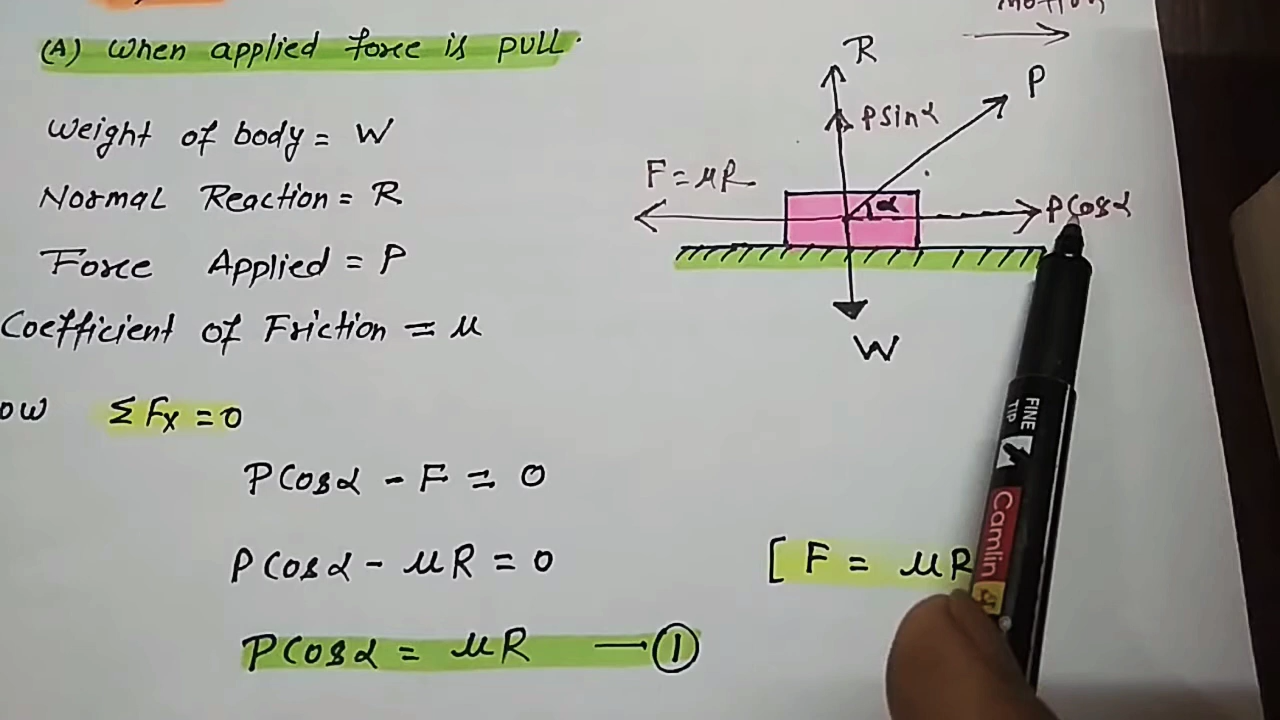 (A) When applied force is pull.
Weight of body = W
Normal Reaction = R
Force Applied = P
Coefficient of Friction = μ
ow ΣFx = 0
PCosα - F = 0
PCosα - μR = 0
[F = μR
PCosα = μR —①
Motion
R
P
PSinα
F = μR
α
PCosα
W
FINE
TIP
Camlin